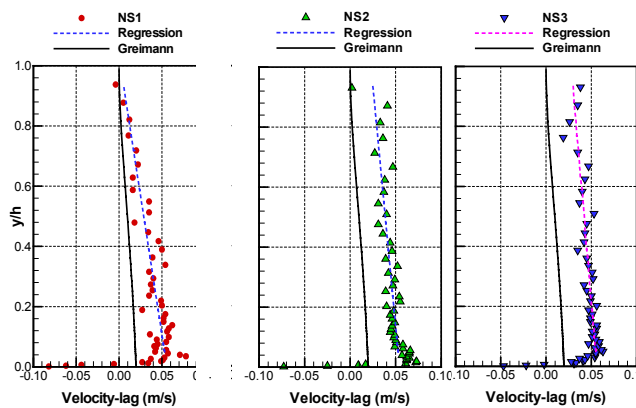 NS1
Regression
Greimann
NS2
Regression
Greimann
NS3
Regression
Greimann
1.0
0.8
0.6
0.4
0.2
0.0
y/h
-0.10 -0.05 0.00 0.05
-0.10 -0.05 0.00 0.05 0.10
-0.05 0.00 0.05 0.10
Velocity-lag (m/s)
Velocity-lag (m/s)
Velocity-lag (m/s)